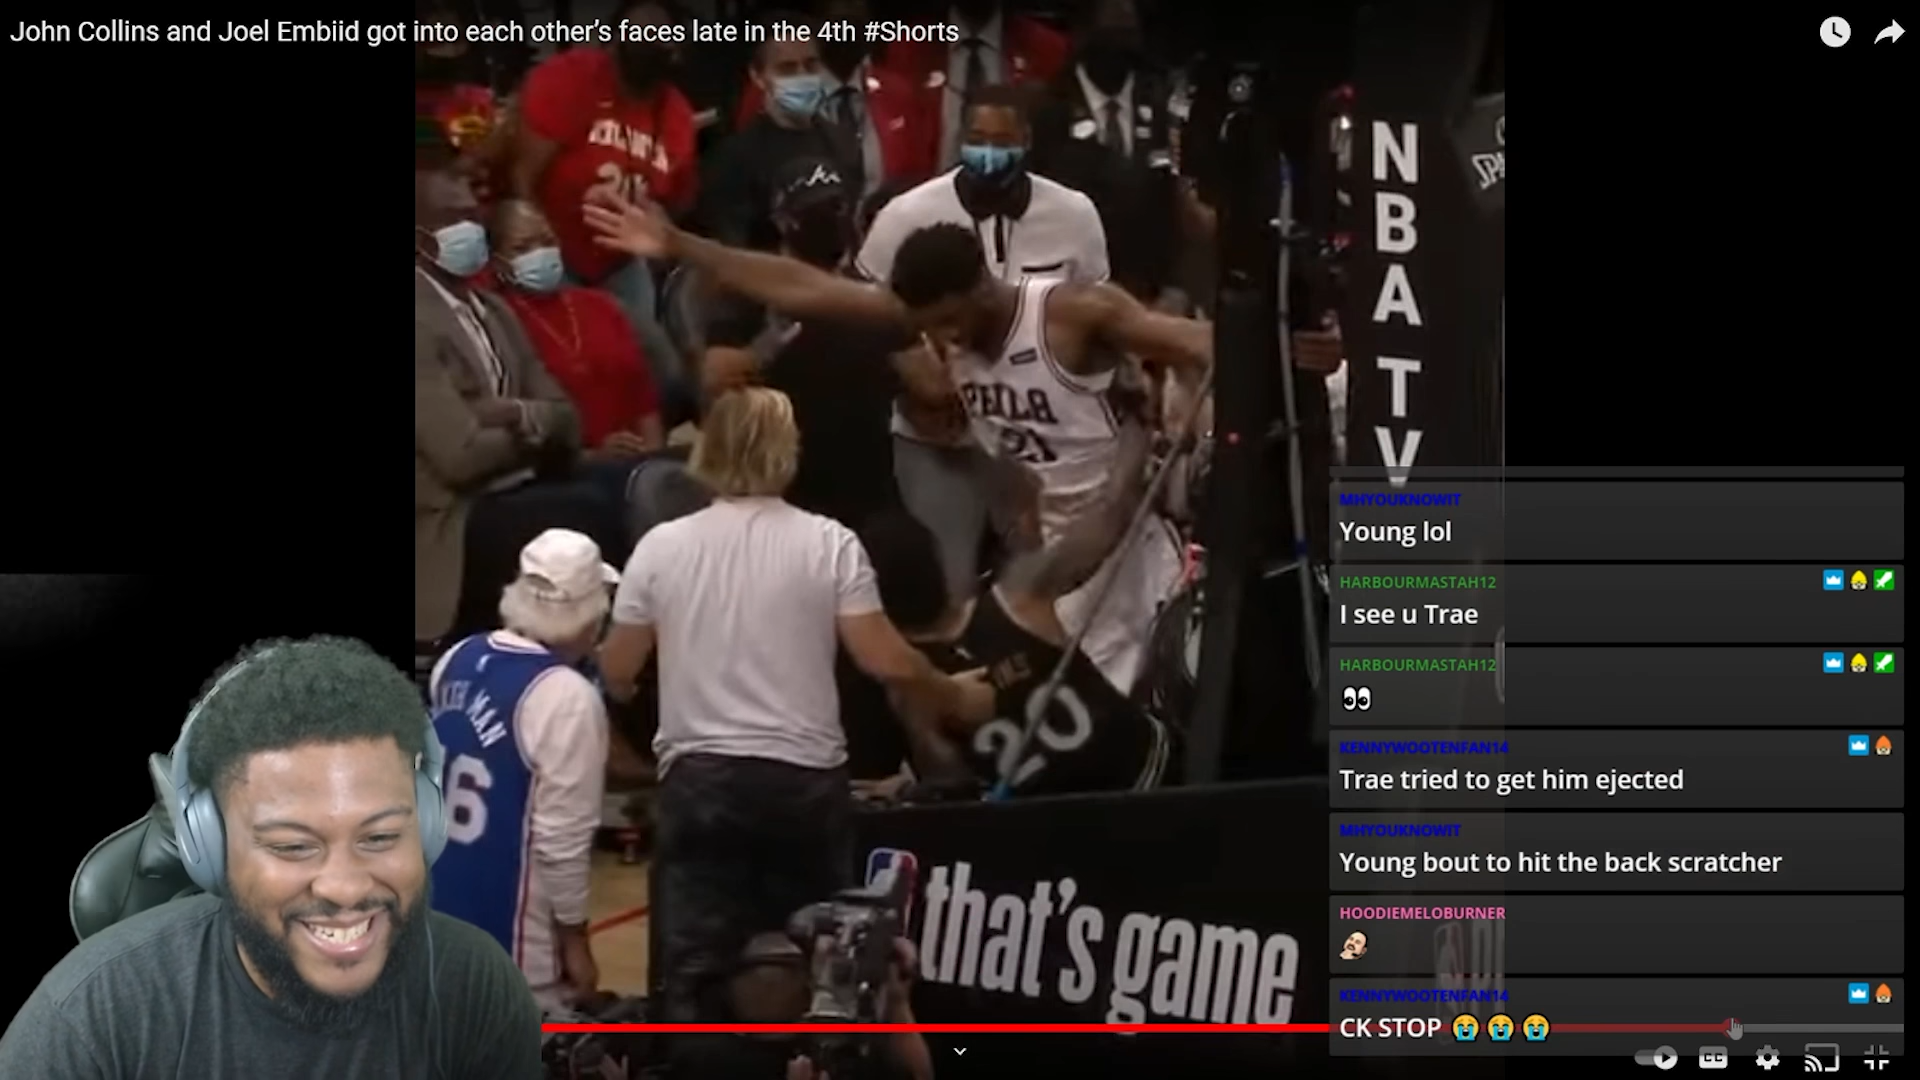 John Collins and Joel Embiid got into each other's faces late in the 4th #Shorts
NBA TV
PHILA
21
20
6
that's game
MHYOUKNOWIT
Young lol
HARBOURMASTAH12
I see u Trae
HARBOURMASTAH12
👀
KENNYWOOTENFAN14
Trae tried to get him ejected
MHYOUKNOWIT
Young bout to hit the back scratcher
HOODIEMELOBURNER
KENNYWOOTENFAN14
CK STOP 😭😭😭
CC